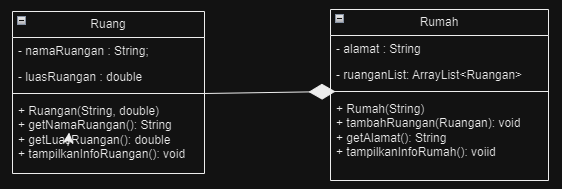 Ruang
- namaRuangan : String;
- luasRuangan : double
+ Ruangan(String, double)
+ getNamaRuangan(): String
+ getLuasRuangan(): double
+ tampilkanInfoRuangan(): void
Rumah
- alamat : String
- ruanganList: ArrayList<Ruangan>
+ Rumah(String)
+ tambahRuangan(Ruangan): void
+ getAlamat(): String
+ tampilkanInfoRumah(): voiid